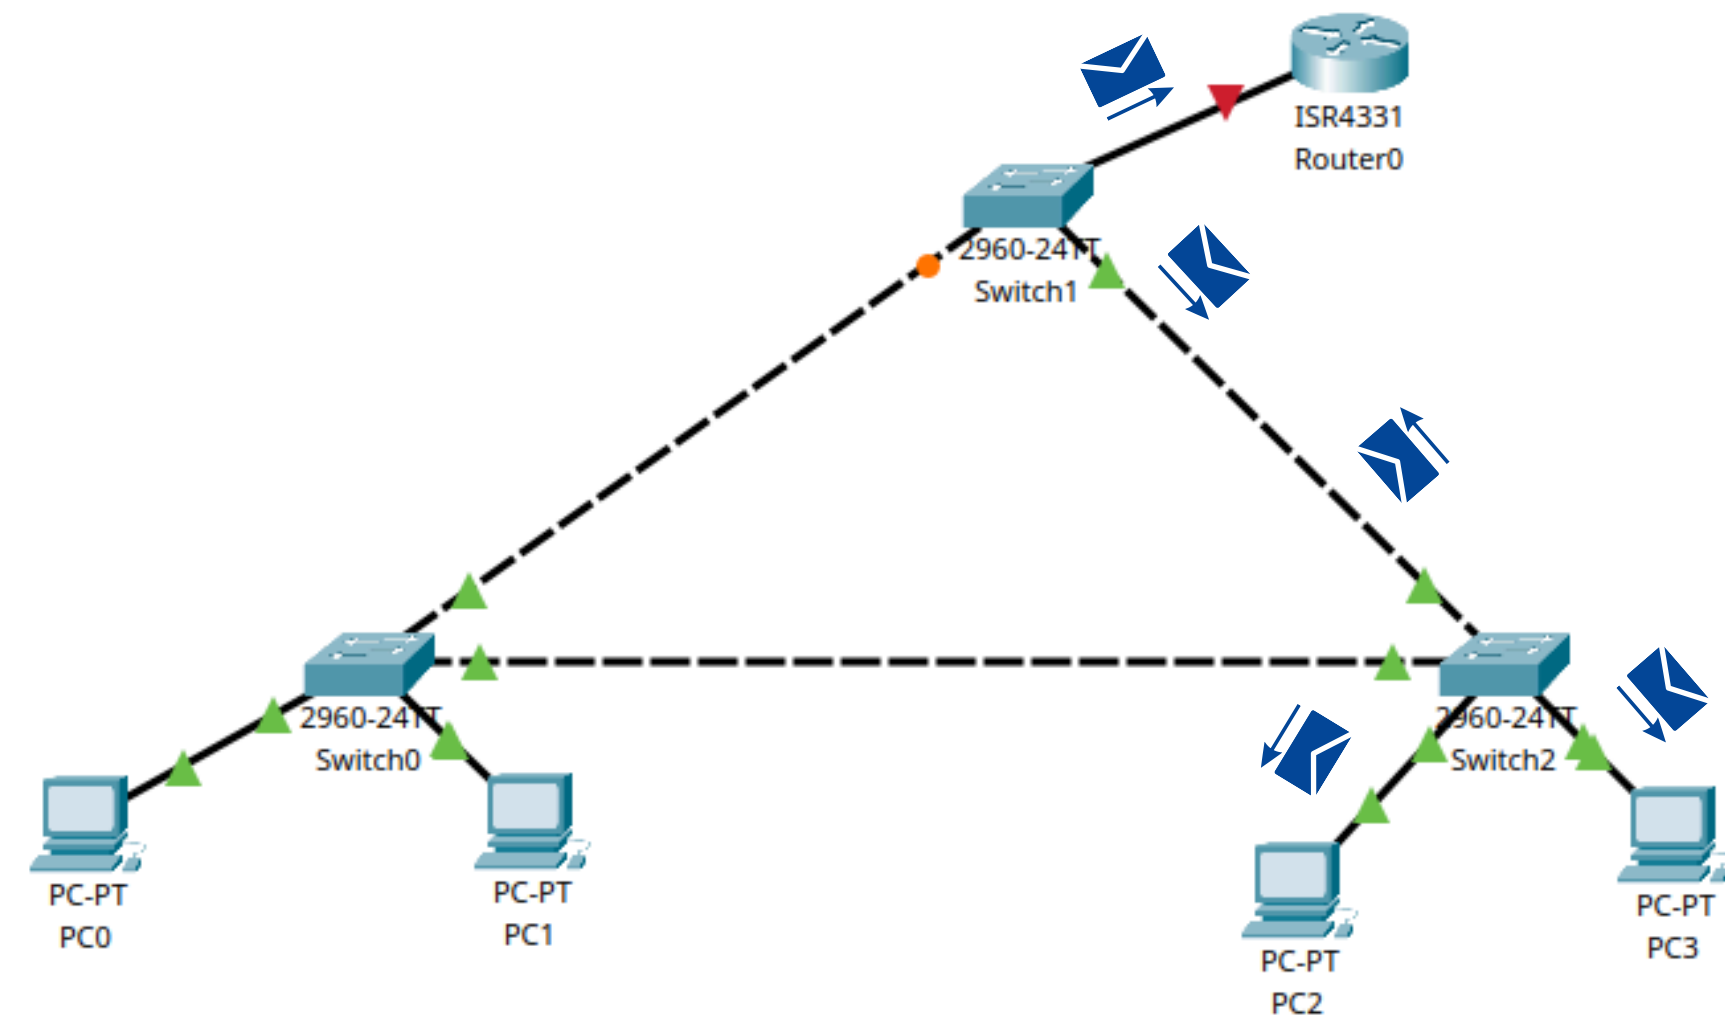 ISR4331
Router0
2960-24TT
Switch1
2960-24TT
Switch0
2960-24TT
Switch2
PC-PT
PC0
PC-PT
PC1
PC-PT
PC2
PC-PT
PC3